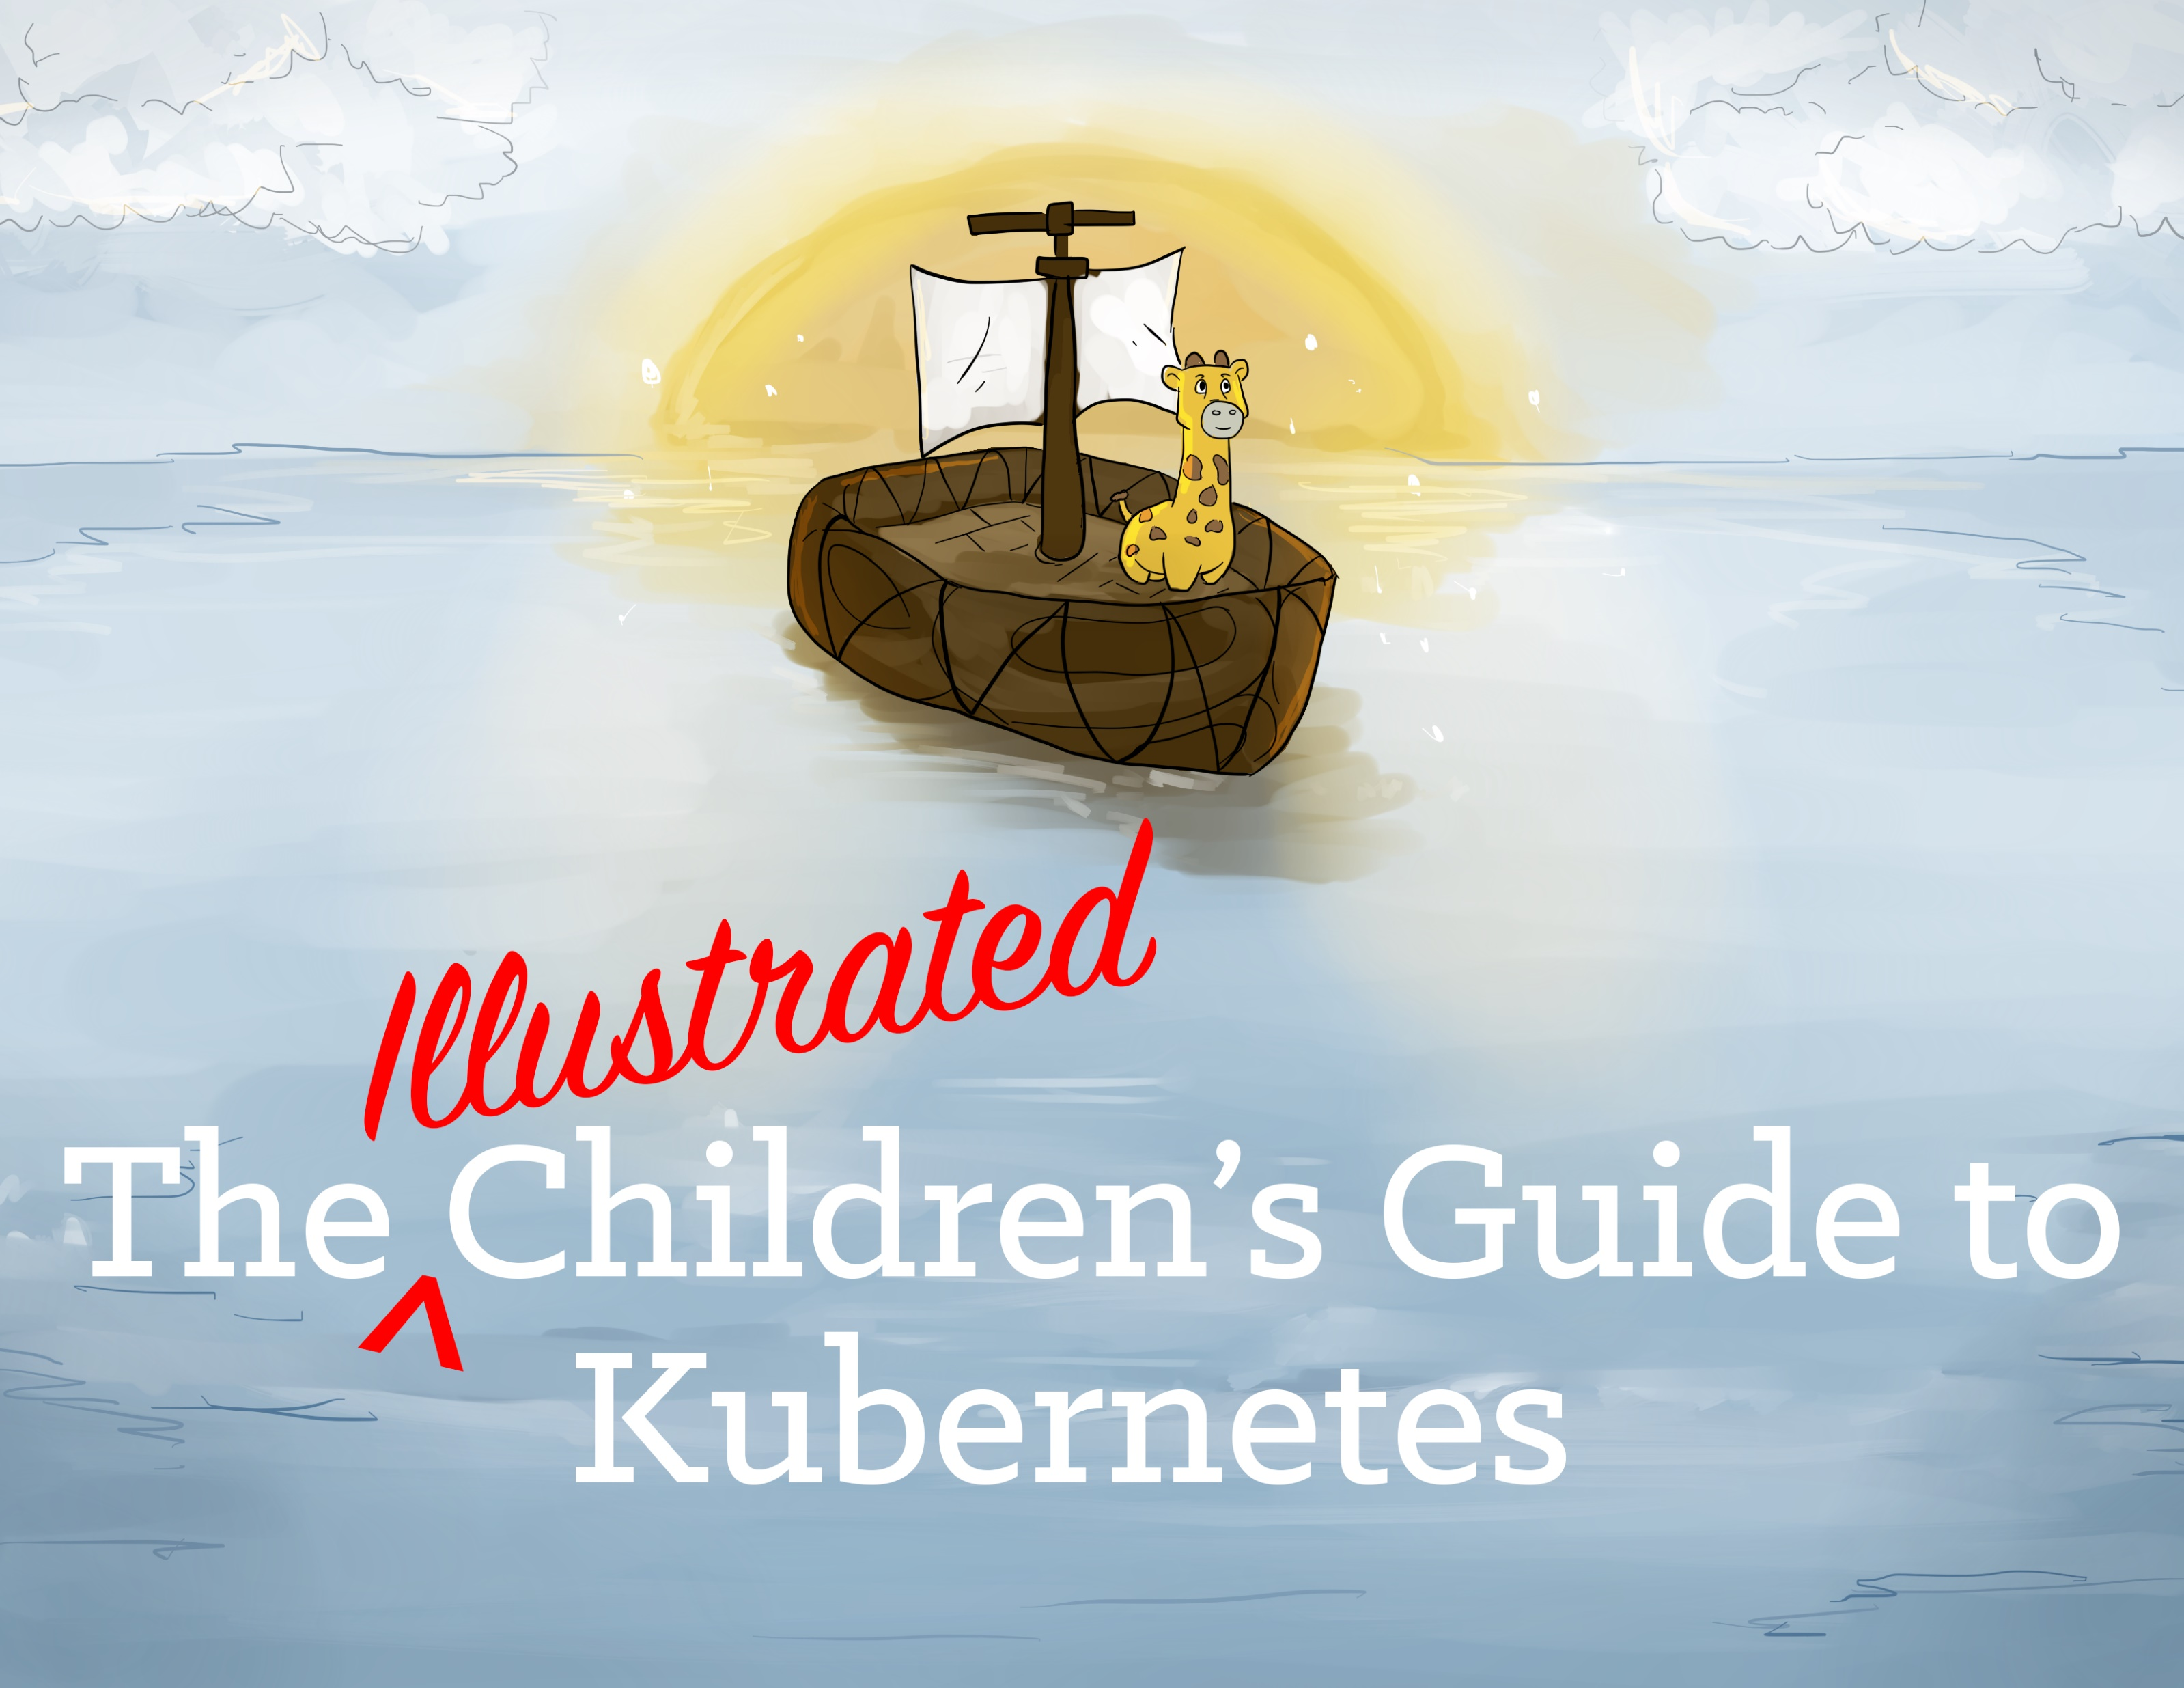 Illustrated
The Children’s Guide to
^
Kubernetes